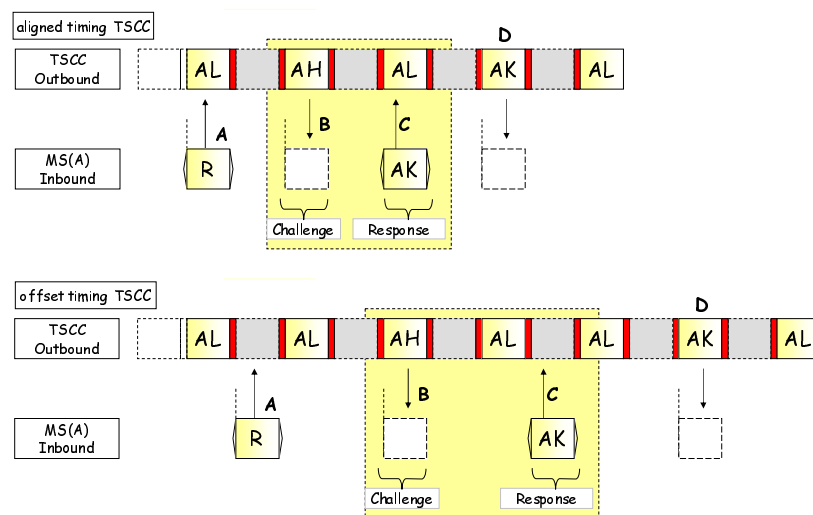 aligned timing TSCC
D
TSCC
Outbound
AL
AH
AL
AK
AL
A
B
C
MS(A)
Inbound
R
AK
Challenge
Response
offset timing TSCC
D
TSCC
Outbound
AL
AL
AH
AL
AL
AK
AL
A
B
C
MS(A)
Inbound
R
AK
Challenge
Response